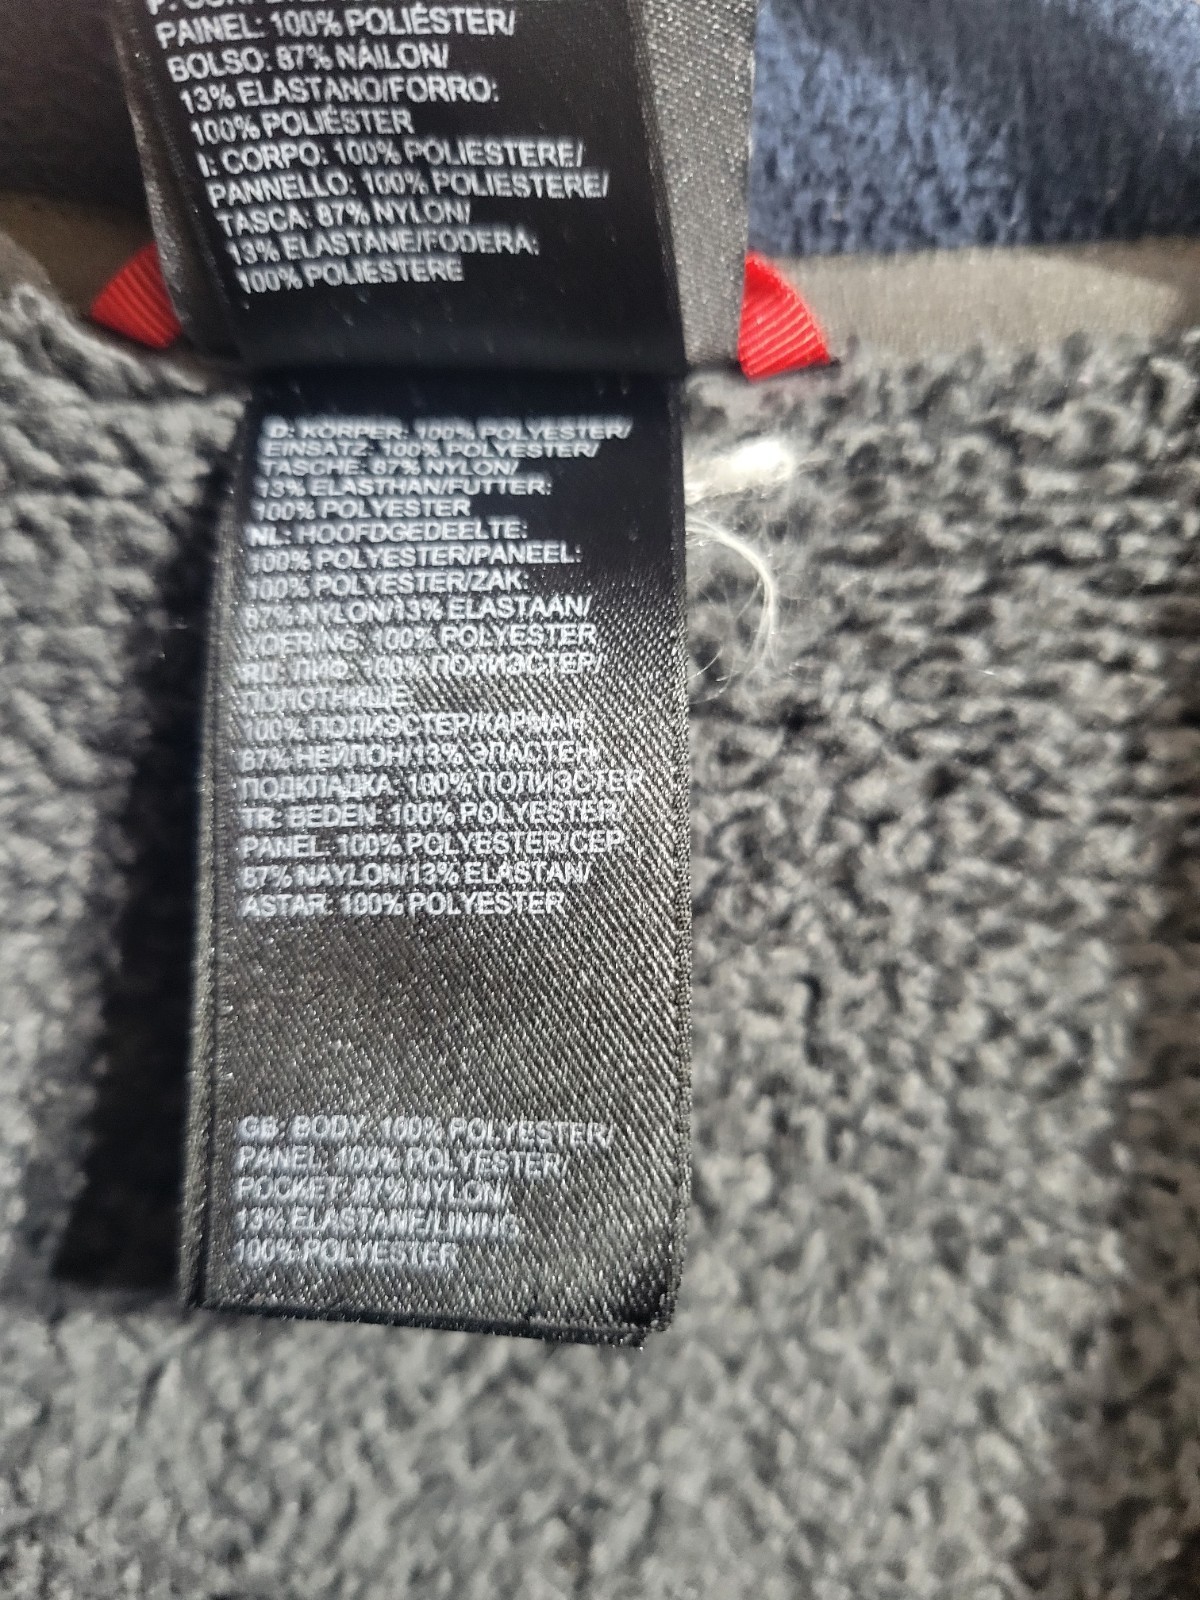 PAINEL: 100% POLIÉSTER/
BOLSO: 87% NÁILON/
13% ELASTANO/FORRO:
100% POLIÉSTER
I: CORPO: 100% POLIESTERE/
PANNELLO: 100% POLIESTERE/
TASCA: 87% NYLON/
13% ELASTANE/FODERA:
100% POLIESTERE
D: KÖRPER: 100% POLYESTER/
EINSATZ: 100% POLYESTER/
TASCHE: 87% NYLON/
13% ELASTHAN/FUTTER:
100% POLYESTER
NL: HOOFDGEDEELTE:
100% POLYESTER/PANEEL:
100% POLYESTER/ZAK:
87% NYLON/13% ELASTAAN/
VOERING: 100% POLYESTER
RU: ЛИФ: 100% ПОЛИЭСТЕР/
ПОЛОТНИЩЕ:
100% ПОЛИЭСТЕР/КАРМАН:
87% НЕЙЛОН/13% ЭЛАСТЕН/
ПОДКЛАДКА: 100% ПОЛИЭСТЕР
TR: BEDEN: 100% POLYESTER/
PANEL: 100% POLYESTER/CEP:
87% NAYLON/13% ELASTAN/
ASTAR: 100% POLYESTER
GB: BODY: 100% POLYESTER/
PANEL: 100% POLYESTER/
POCKET: 87% NYLON/
13% ELASTANE/LINING:
100% POLYESTER